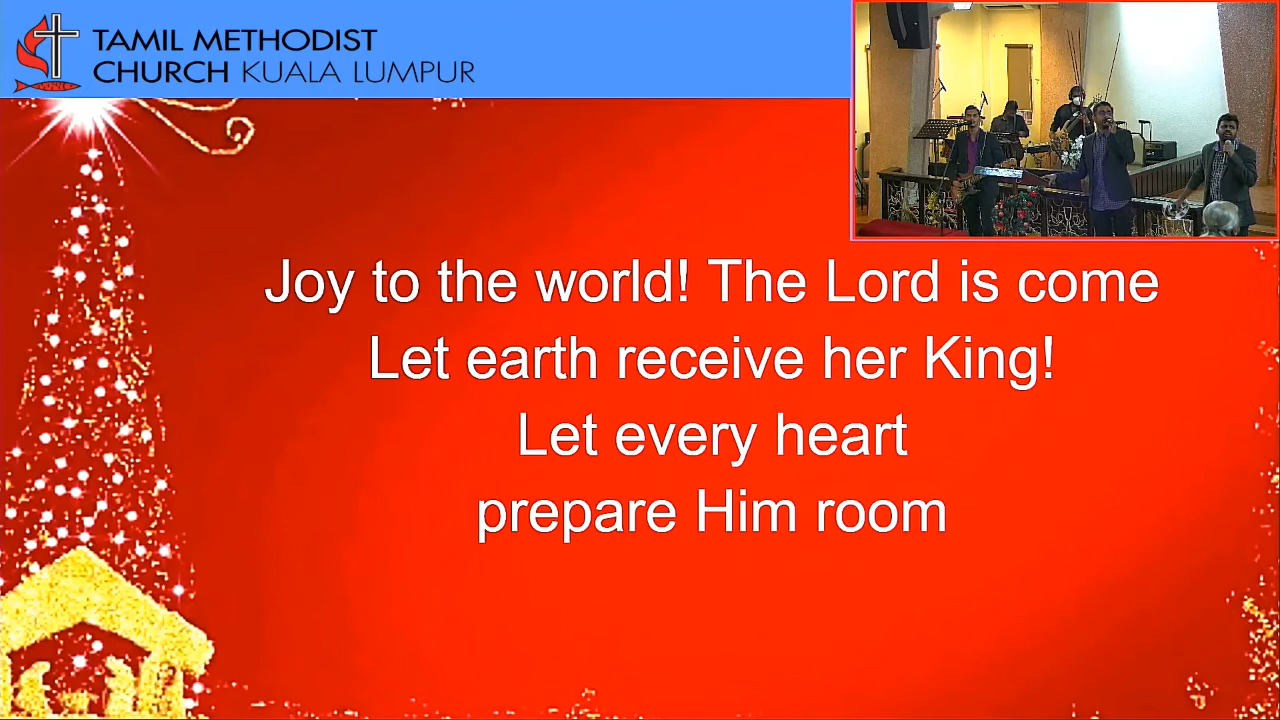 TAMIL METHODIST
CHURCH KUALA LUMPUR
Joy to the world! The Lord is come
Let earth receive her King!
Let every heart
prepare Him room